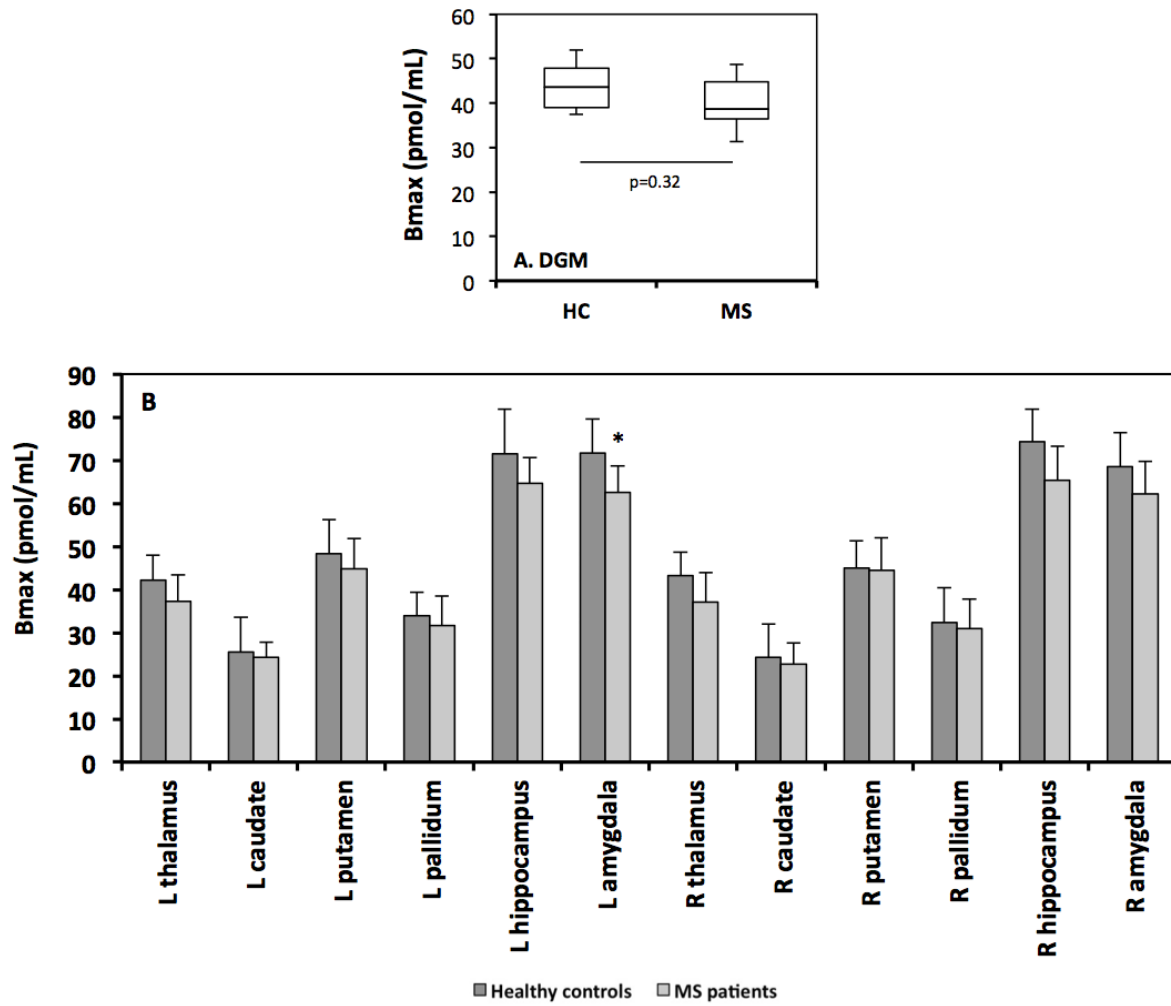 60
50
40
30
20
10
0
Bmax (pmol/mL)
p=0.32
A. DGM
HC MS
90
80
70
60
50
40
30
20
10
0
Bmax (pmol/mL)
B
*
L thalamus
L caudate
L putamen
L pallidum
L hippocampus
L amygdala
R thalamus
R caudate
R putamen
R pallidum
R hippocampus
R amygdala
Healthy controls MS patients